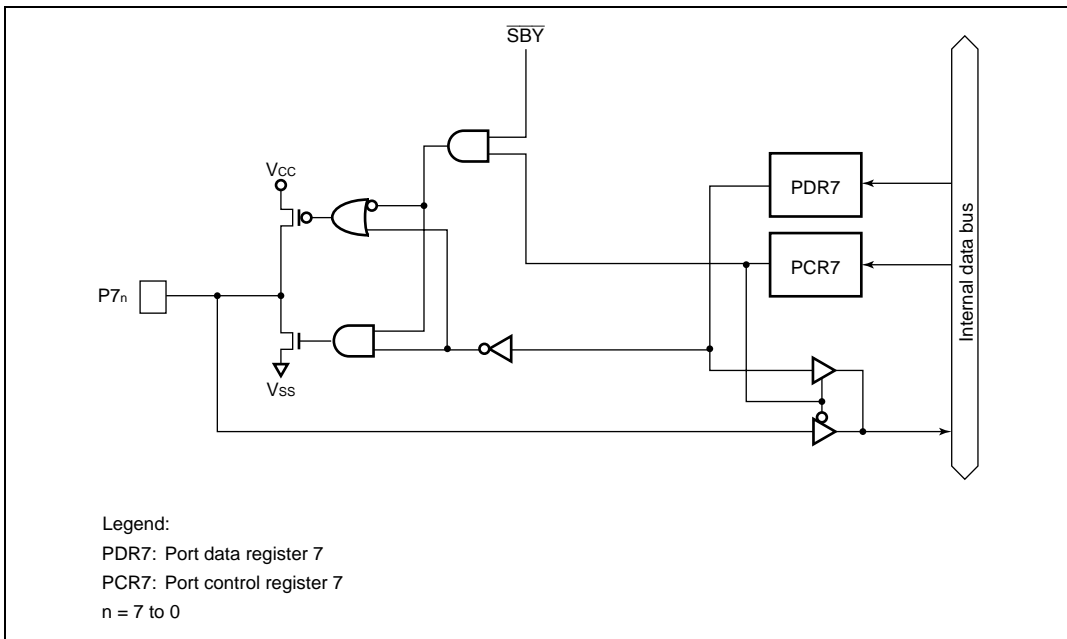 SBY
VCC
PDR7
PCR7
P7n
VSS
Internal data bus
Legend:
PDR7: Port data register 7
PCR7: Port control register 7
n = 7 to 0